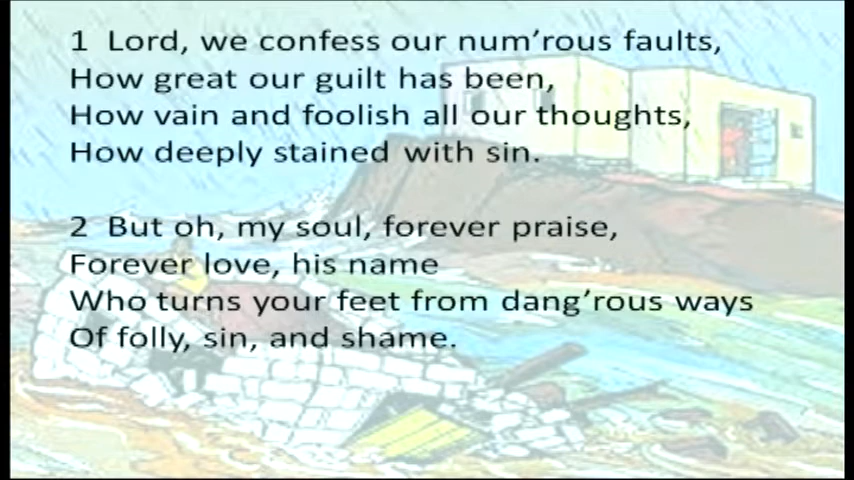 1 Lord, we confess our num’rous faults,
How great our guilt has been,
How vain and foolish all our thoughts,
How deeply stained with sin.
2 But oh, my soul, forever praise,
Forever love, his name
Who turns your feet from dang’rous ways
Of folly, sin, and shame.